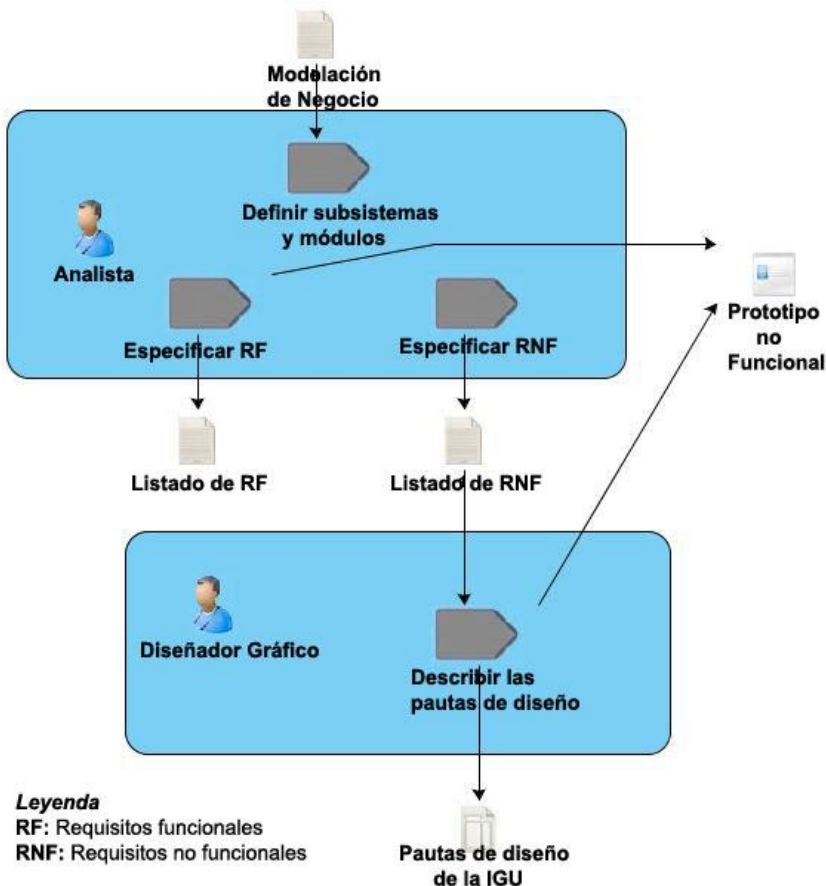 Modelación
de Negocio
Definir subsistemas
y módulos
Analista
Especificar RF
Especificar RNF
Prototipo
no
Funcional
Listado de RF
Listado de RNF
Diseñador Gráfico
Describir las
pautas de diseño
Leyenda
RF: Requisitos funcionales
RNF: Requisitos no funcionales
Pautas de diseño
de la IGU